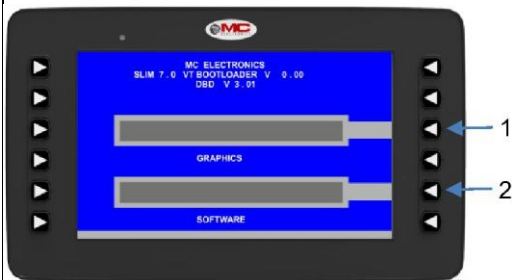 MC
MC ELECTRONICS
SLIM 7.0 VT BOOTLOADER V 0.00
DBD V 3.01
1
GRAPHICS
2
SOFTWARE